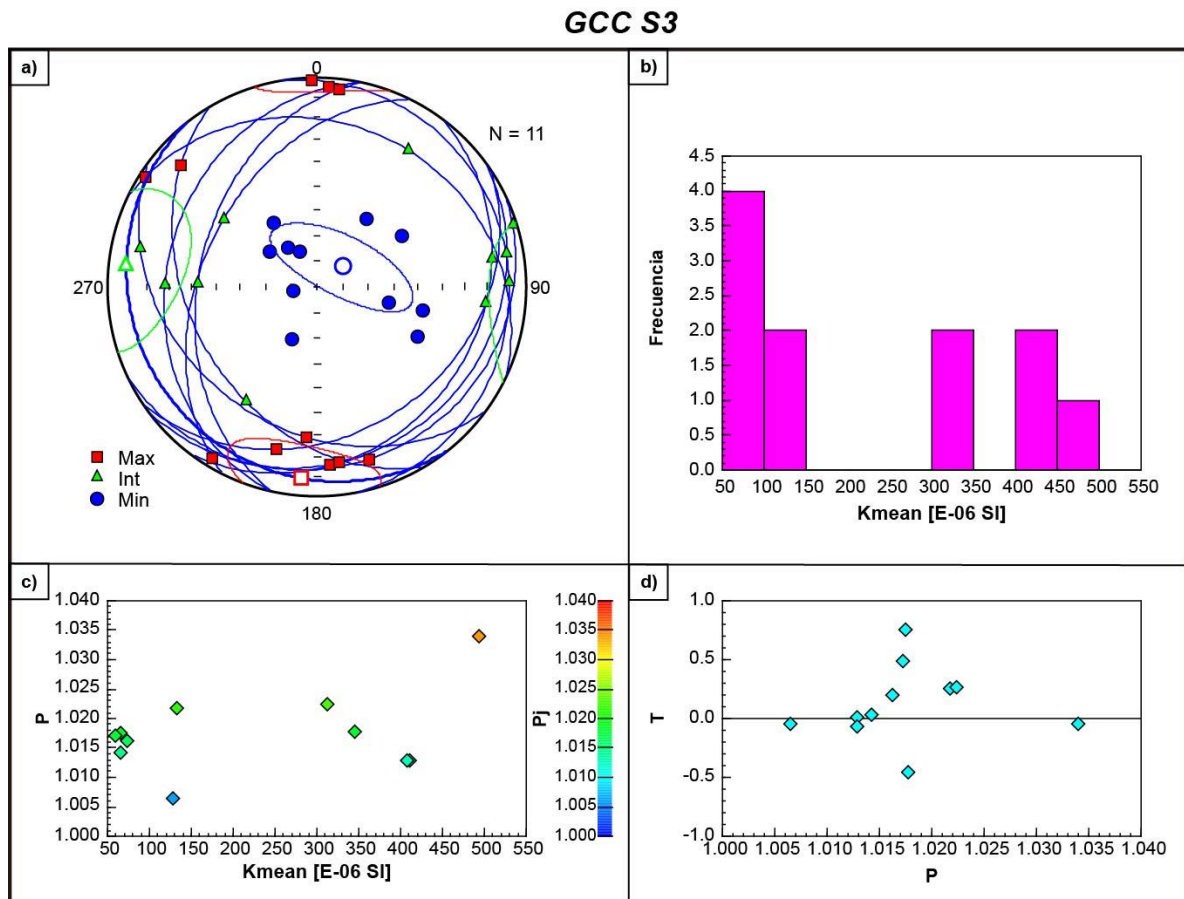 GCC S3
a)
0
N = 11
270
90
180
Max
Int
Min
b)
Frecuencia
4.5
4.0
3.5
3.0
2.5
2.0
1.5
1.0
0.5
0.0
50 100 150 200 250 300 350 400 450 500 550
Kmean [E-06 SI]
c)
P
1.040
1.035
1.030
1.025
1.020
1.015
1.010
1.005
1.000
50 100 150 200 250 300 350 400 450 500 550
Kmean [E-06 SI]
Pj
1.040
1.035
1.030
1.025
1.020
1.015
1.010
1.005
1.000
d)
T
1.0
0.5
0.0
-0.5
-1.0
1.000 1.005 1.010 1.015 1.020 1.025 1.030 1.035 1.040
P